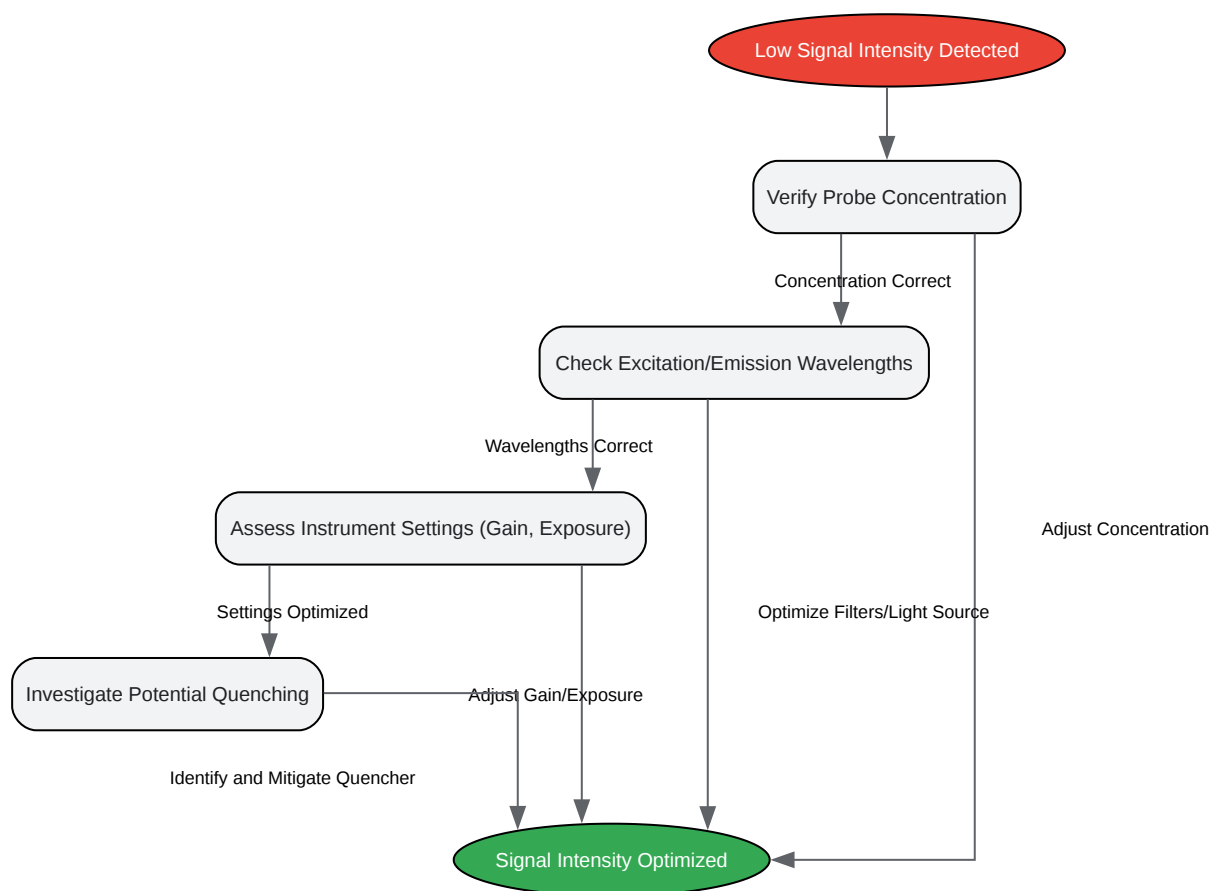 Low Signal Intensity Detected
Verify Probe Concentration
Concentration Correct
Check Excitation/Emission Wavelengths
Wavelengths Correct
Assess Instrument Settings (Gain, Exposure)
Adjust Concentration
Settings Optimized
Optimize Filters/Light Source
Investigate Potential Quenching
Adjust Gain/Exposure
Identify and Mitigate Quencher
Signal Intensity Optimized